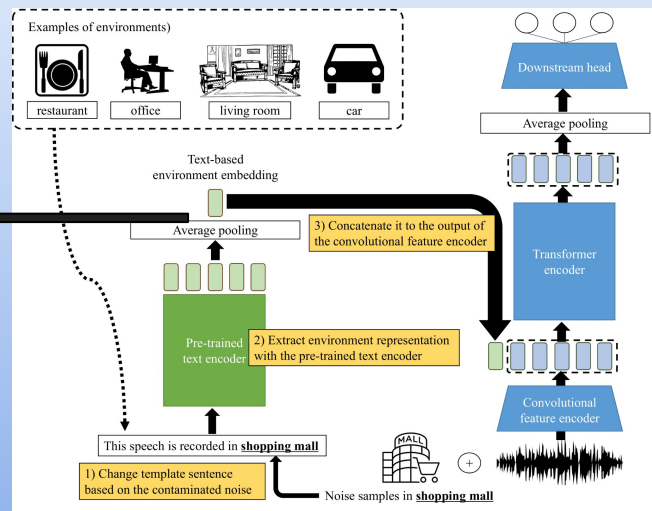 Examples of environments)
restaurant
office
living room
car
Text-based
environment embedding
Average pooling
Pre-trained
text encoder
This speech is recorded in shopping mall
1) Change template sentence
based on the contaminated noise
2) Extract environment representation
with the pre-trained text encoder
3) Concatenate it to the output of
the convolutional feature encoder
Downstream head
Average pooling
Transformer
encoder
Convolutional
feature encoder
MALL
+
Noise samples in shopping mall